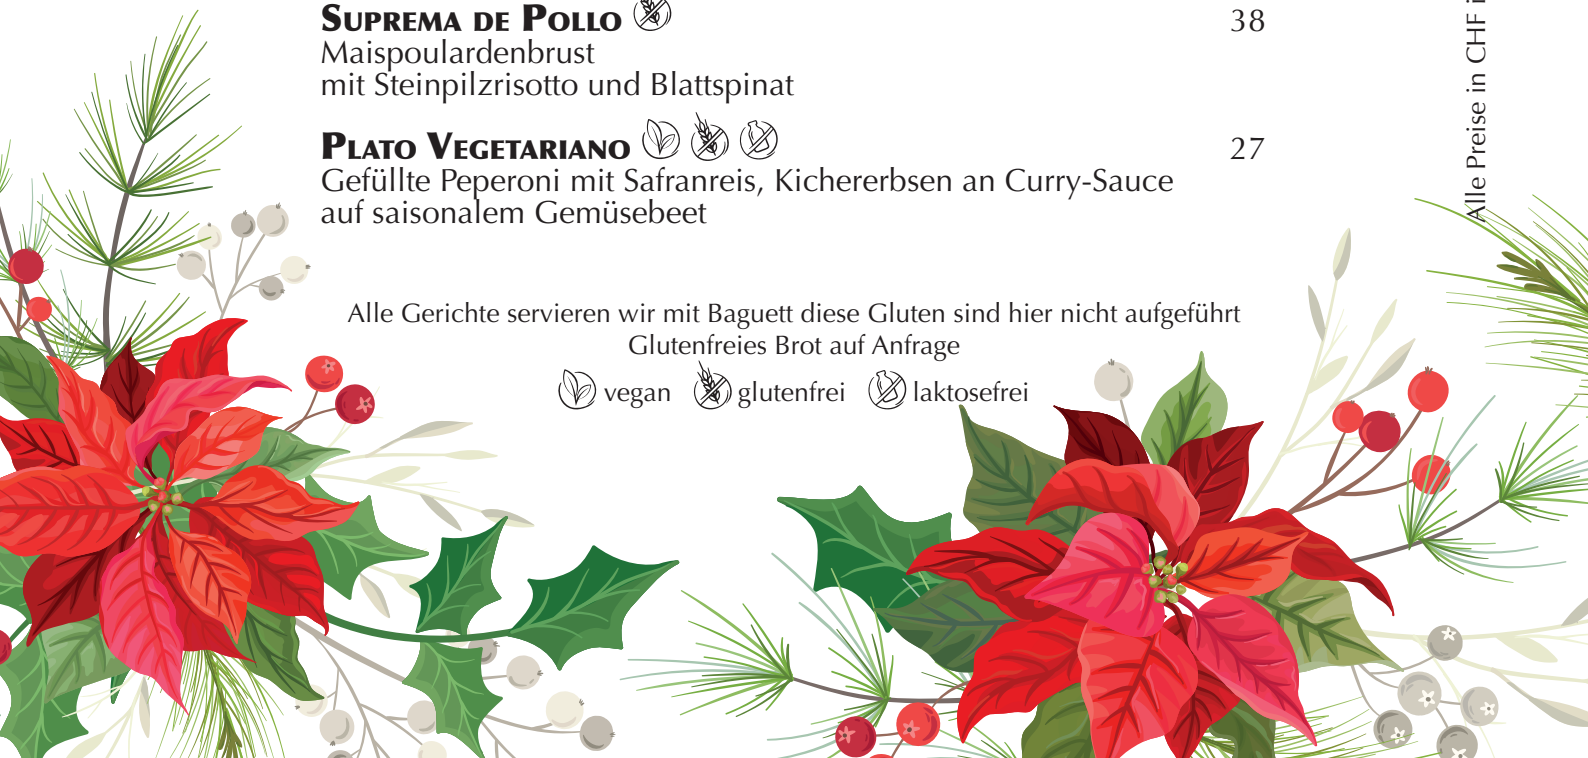 SUPREMA DE POLLO 38
Maispoulardenbrust
mit Steinpilzrisotto und Blattspinat
PLATO VEGETARIANO 27
Gefüllte Peperoni mit Safranreis, Kichererbsen an Curry-Sauce
auf saisonalem Gemüsebeet
Alle Gerichte servieren wir mit Baguett diese Gluten sind hier nicht aufgeführt
Glutenfreies Brot auf Anfrage
vegan glutenfrei laktosefrei
Alle Preise in CHF